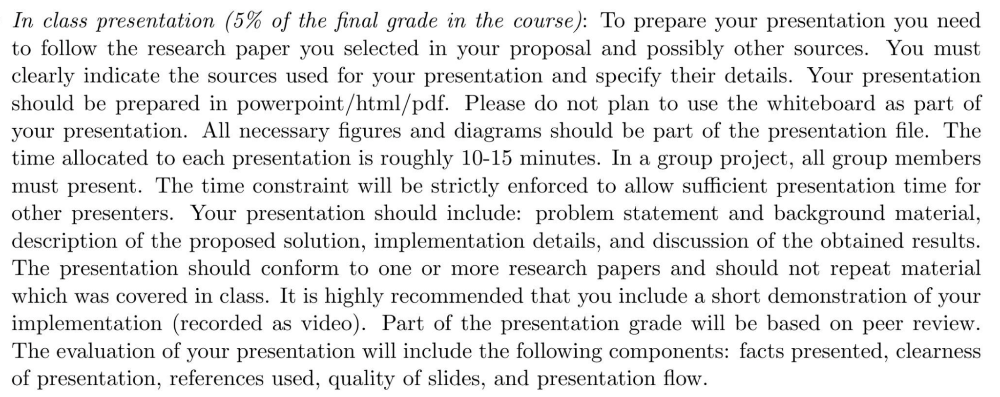 In class presentation (5% of the final grade in the course): To prepare your presentation you need
to follow the research paper you selected in your proposal and possibly other sources. You must
clearly indicate the sources used for your presentation and specify their details. Your presentation
should be prepared in powerpoint/html/pdf. Please do not plan to use the whiteboard as part of
your presentation. All necessary figures and diagrams should be part of the presentation file. The
time allocated to each presentation is roughly 10-15 minutes. In a group project, all group members
must present. The time constraint will be strictly enforced to allow sufficient presentation time for
other presenters. Your presentation should include: problem statement and background material,
description of the proposed solution, implementation details, and discussion of the obtained results.
The presentation should conform to one or more research papers and should not repeat material
which was covered in class. It is highly recommended that you include a short demonstration of your
implementation (recorded as video). Part of the presentation grade will be based on peer review.
The evaluation of your presentation will include the following components: facts presented, clearness
of presentation, references used, quality of slides, and presentation flow.